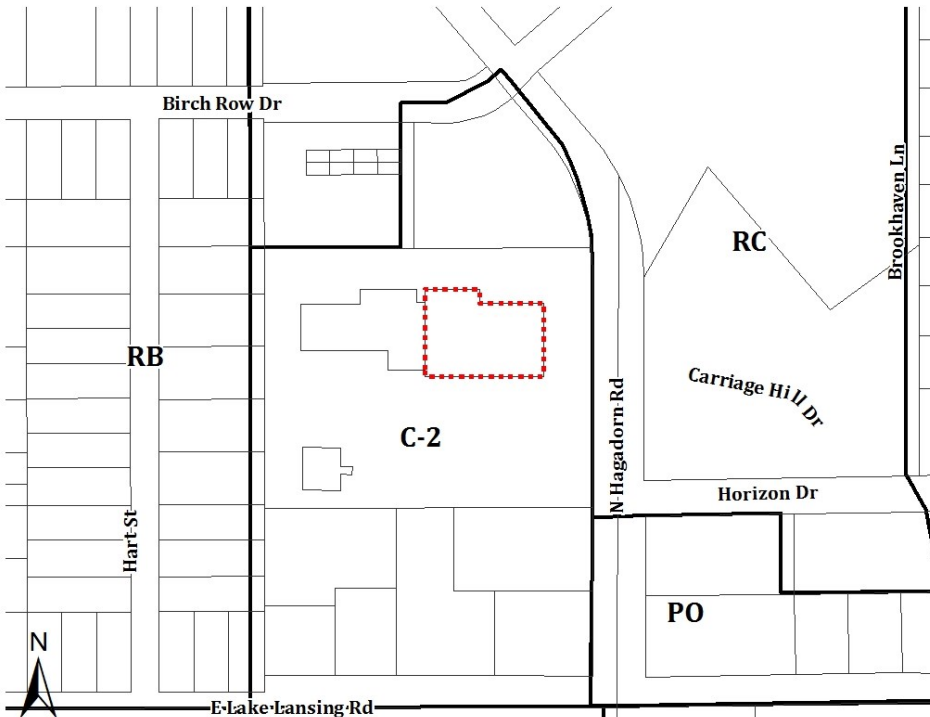 Birch Row Dr
Brookhaven Ln
RC
RB
Carriage Hill Dr
N Hagadorn Rd
C-2
Horizon Dr
Hart St
PO
N
E Lake Lansing Rd